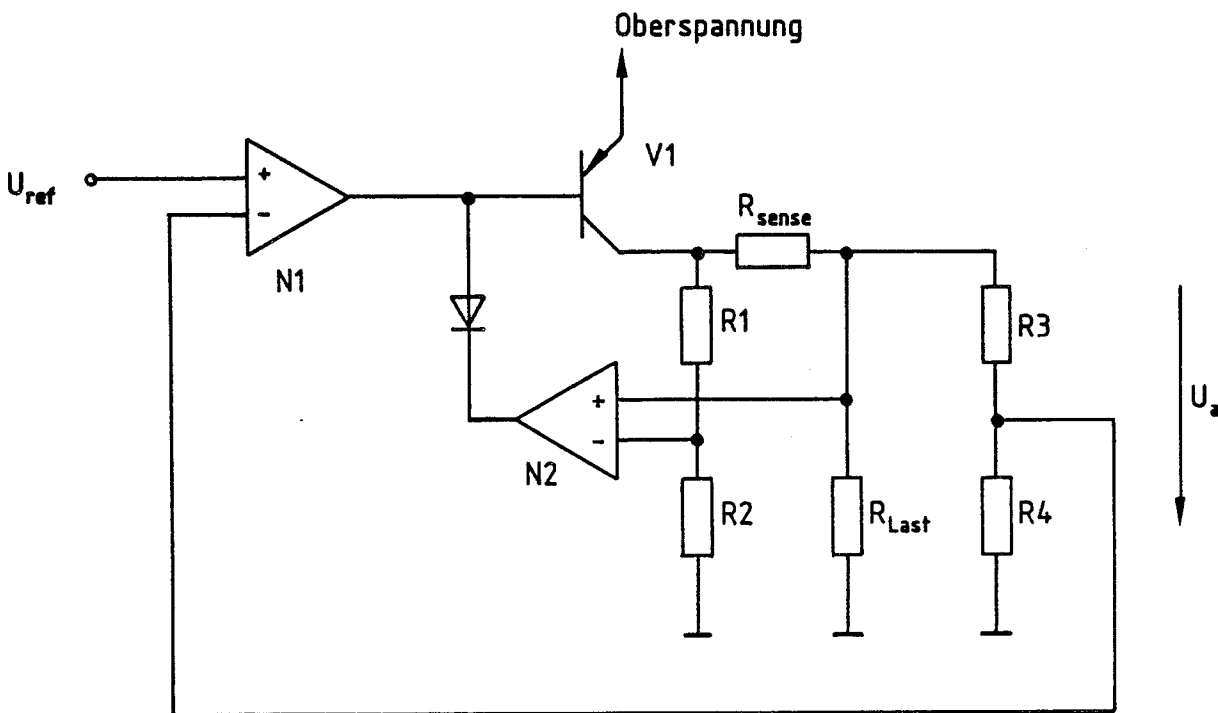 Oberspannung
V1
U_ref
+
-
N1
R_sense
R1
R3
U_a
+
-
N2
R2
R_Last
R4